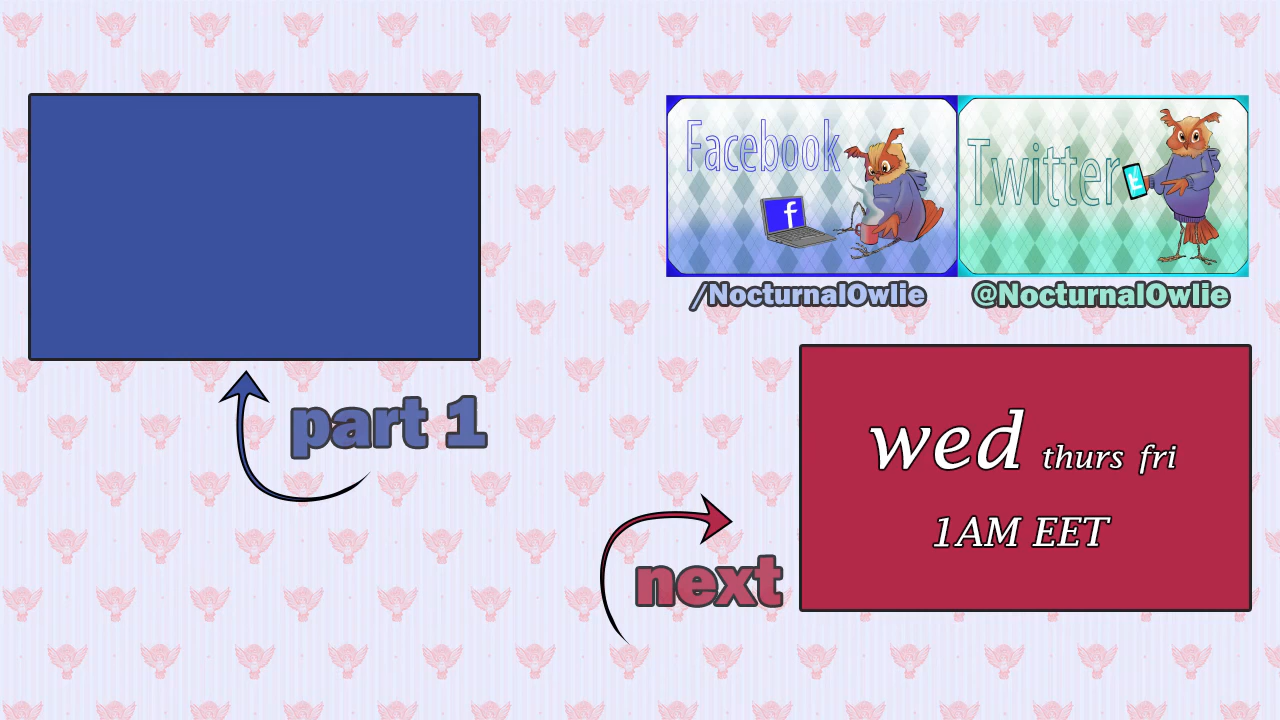 Facebook
f
Twitter
/NocturnalOwlie
@NocturnalOwlie
part 1
wed thurs fri
1AM EET
next